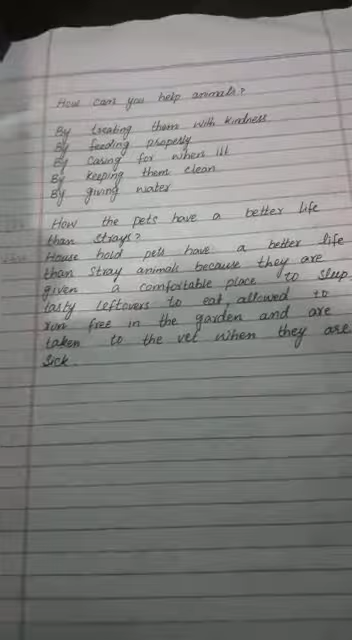 How can you help animals?
By treating them with kindness
By feeding properly
By Caring for when ill
By keeping them clean
By giving water
How the pets have a better life
than strays?
House hold pets have a better life
than stray animals because they are
given a comfortable place to sleep
tasty leftovers to eat, allowed to
run free in the garden and are
taken to the vet when they are
sick.